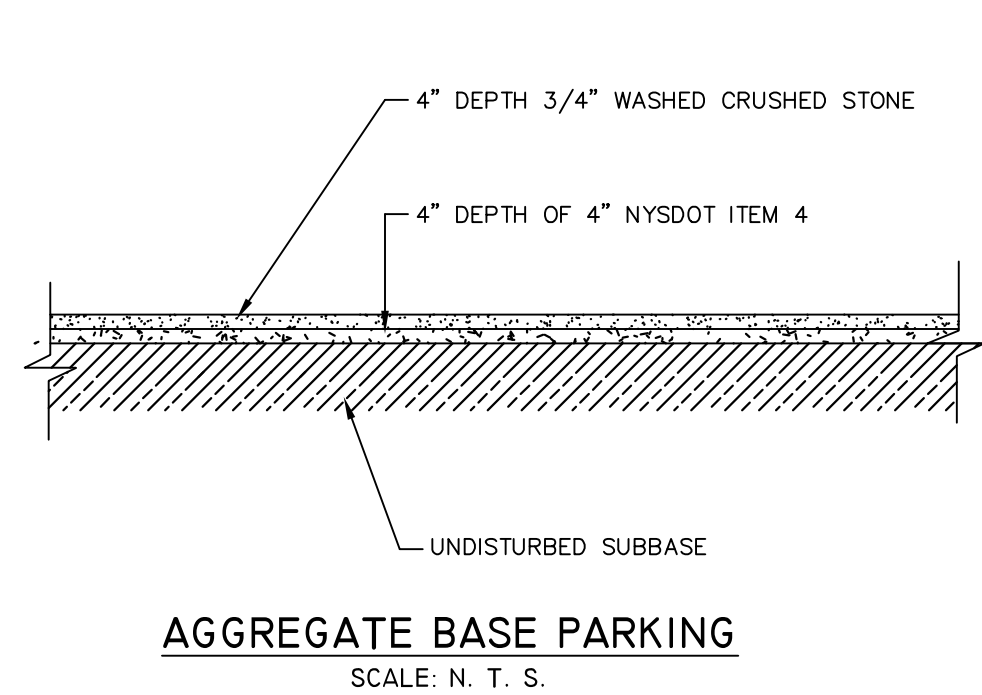 4” DEPTH 3/4” WASHED CRUSHED STONE
4” DEPTH OF 4” NYSDOT ITEM 4
UNDISTURBED SUBBASE
AGGREGATE BASE PARKING
SCALE: N. T. S.